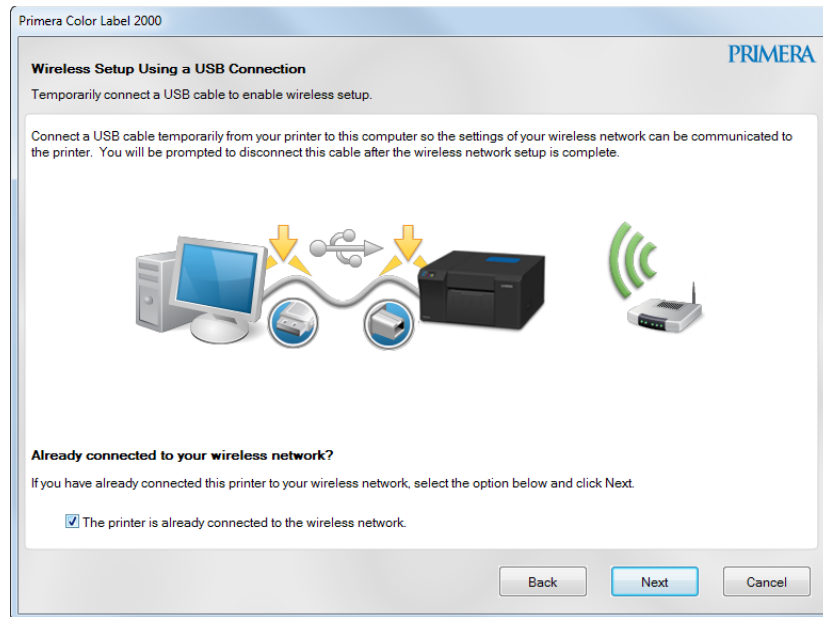 Primera Color Label 2000
PRIMERA
Wireless Setup Using a USB Connection
Temporarily connect a USB cable to enable wireless setup.
Connect a USB cable temporarily from your printer to this computer so the settings of your wireless network can be communicated to
the printer.  You will be prompted to disconnect this cable after the wireless network setup is complete.
Already connected to your wireless network?
If you have already connected this printer to your wireless network, select the option below and click Next.
The printer is already connected to the wireless network.
Back
Next
Cancel